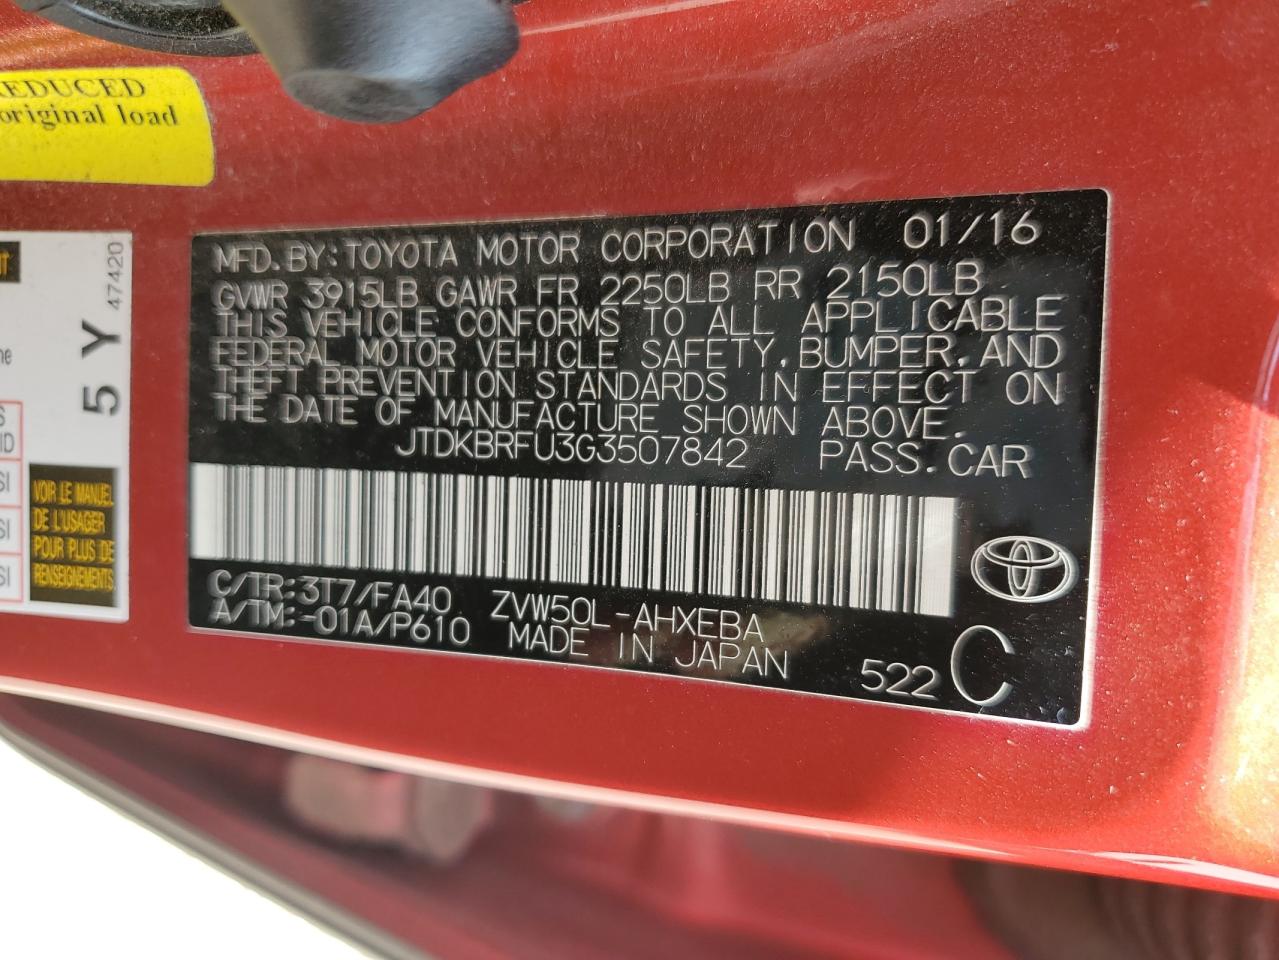 REDUCED
original load
5 Y 47420
VOIR LE MANUEL
DE L'USAGER
POUR PLUS DE
RENSEIGNEMENTS
MFD. BY: TOYOTA MOTOR CORPORATION 01/16
GVWR 3915LB GAWR FR 2250LB RR 2150LB
THIS VEHICLE CONFORMS TO ALL APPLICABLE
FEDERAL MOTOR VEHICLE SAFETY, BUMPER, AND
THEFT PREVENTION STANDARDS IN EFFECT ON
THE DATE OF MANUFACTURE SHOWN ABOVE.
JTDKBRFU3G3507842 PASS. CAR
C/TR: 3T7/FA40 ZVW50L-AHXEBA
A/TM: -01A/P610 MADE IN JAPAN 522 C